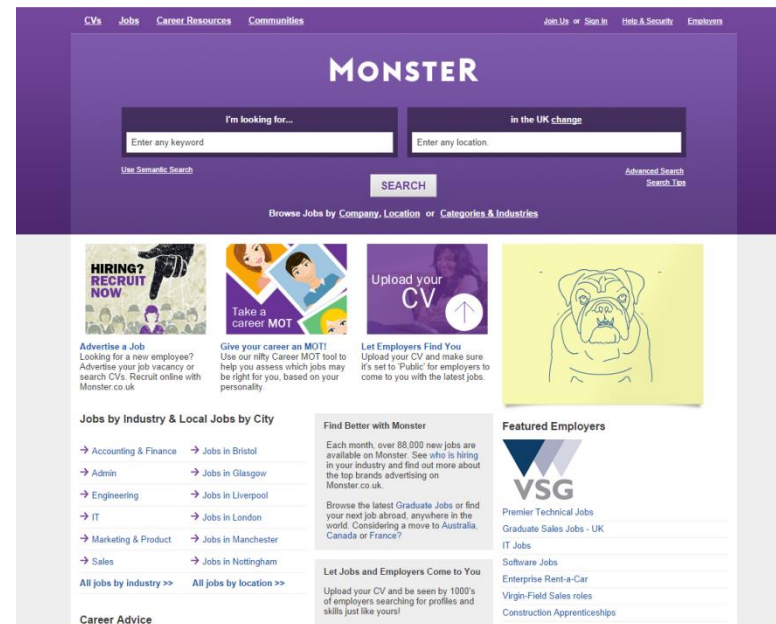 CVs Jobs Career Resources Communities
Join Us or Sign In Help & Security Employers
MONSTER
I'm looking for...
in the UK change
Enter any keyword
Enter any location.
Use Semantic Search
Advanced Search
Search Tips
SEARCH
Browse Jobs by Company, Location or Categories & Industries
HIRING?
RECRUIT
NOW
Take a
career MOT
Upload your
CV
Advertise a Job
Looking for a new employee?
Advertise your job vacancy or
search CVs. Recruit online with
Monster.co.uk
Give your career an MOT!
Use our nifty Career MOT tool to
help you assess which jobs may
be right for you, based on your
personality.
Let Employers Find You
Upload your CV and make sure
it's set to 'Public' for employers to
come to you with the latest jobs.
Jobs by Industry & Local Jobs by City
Accounting & Finance
Admin
Engineering
IT
Marketing & Product
Sales
All jobs by industry >>
Jobs in Bristol
Jobs in Glasgow
Jobs in Liverpool
Jobs in London
Jobs in Manchester
Jobs in Nottingham
All jobs by location >>
Career Advice
Find Better with Monster
Each month, over 88,000 new jobs are
available on Monster. See who is hiring
in your industry and find out more about
the top brands advertising on
Monster.co.uk.
Browse the latest Graduate Jobs or find
your next job abroad, anywhere in the
world. Considering a move to Australia,
Canada or France?
Let Jobs and Employers Come to You
Upload your CV and be seen by 1000's
of employers searching for profiles and
skills just like yours!
Featured Employers
VSG
Premier Technical Jobs
Graduate Sales Jobs - UK
IT Jobs
Software Jobs
Enterprise Rent-a-Car
Virgin-Field Sales roles
Construction Apprenticeships